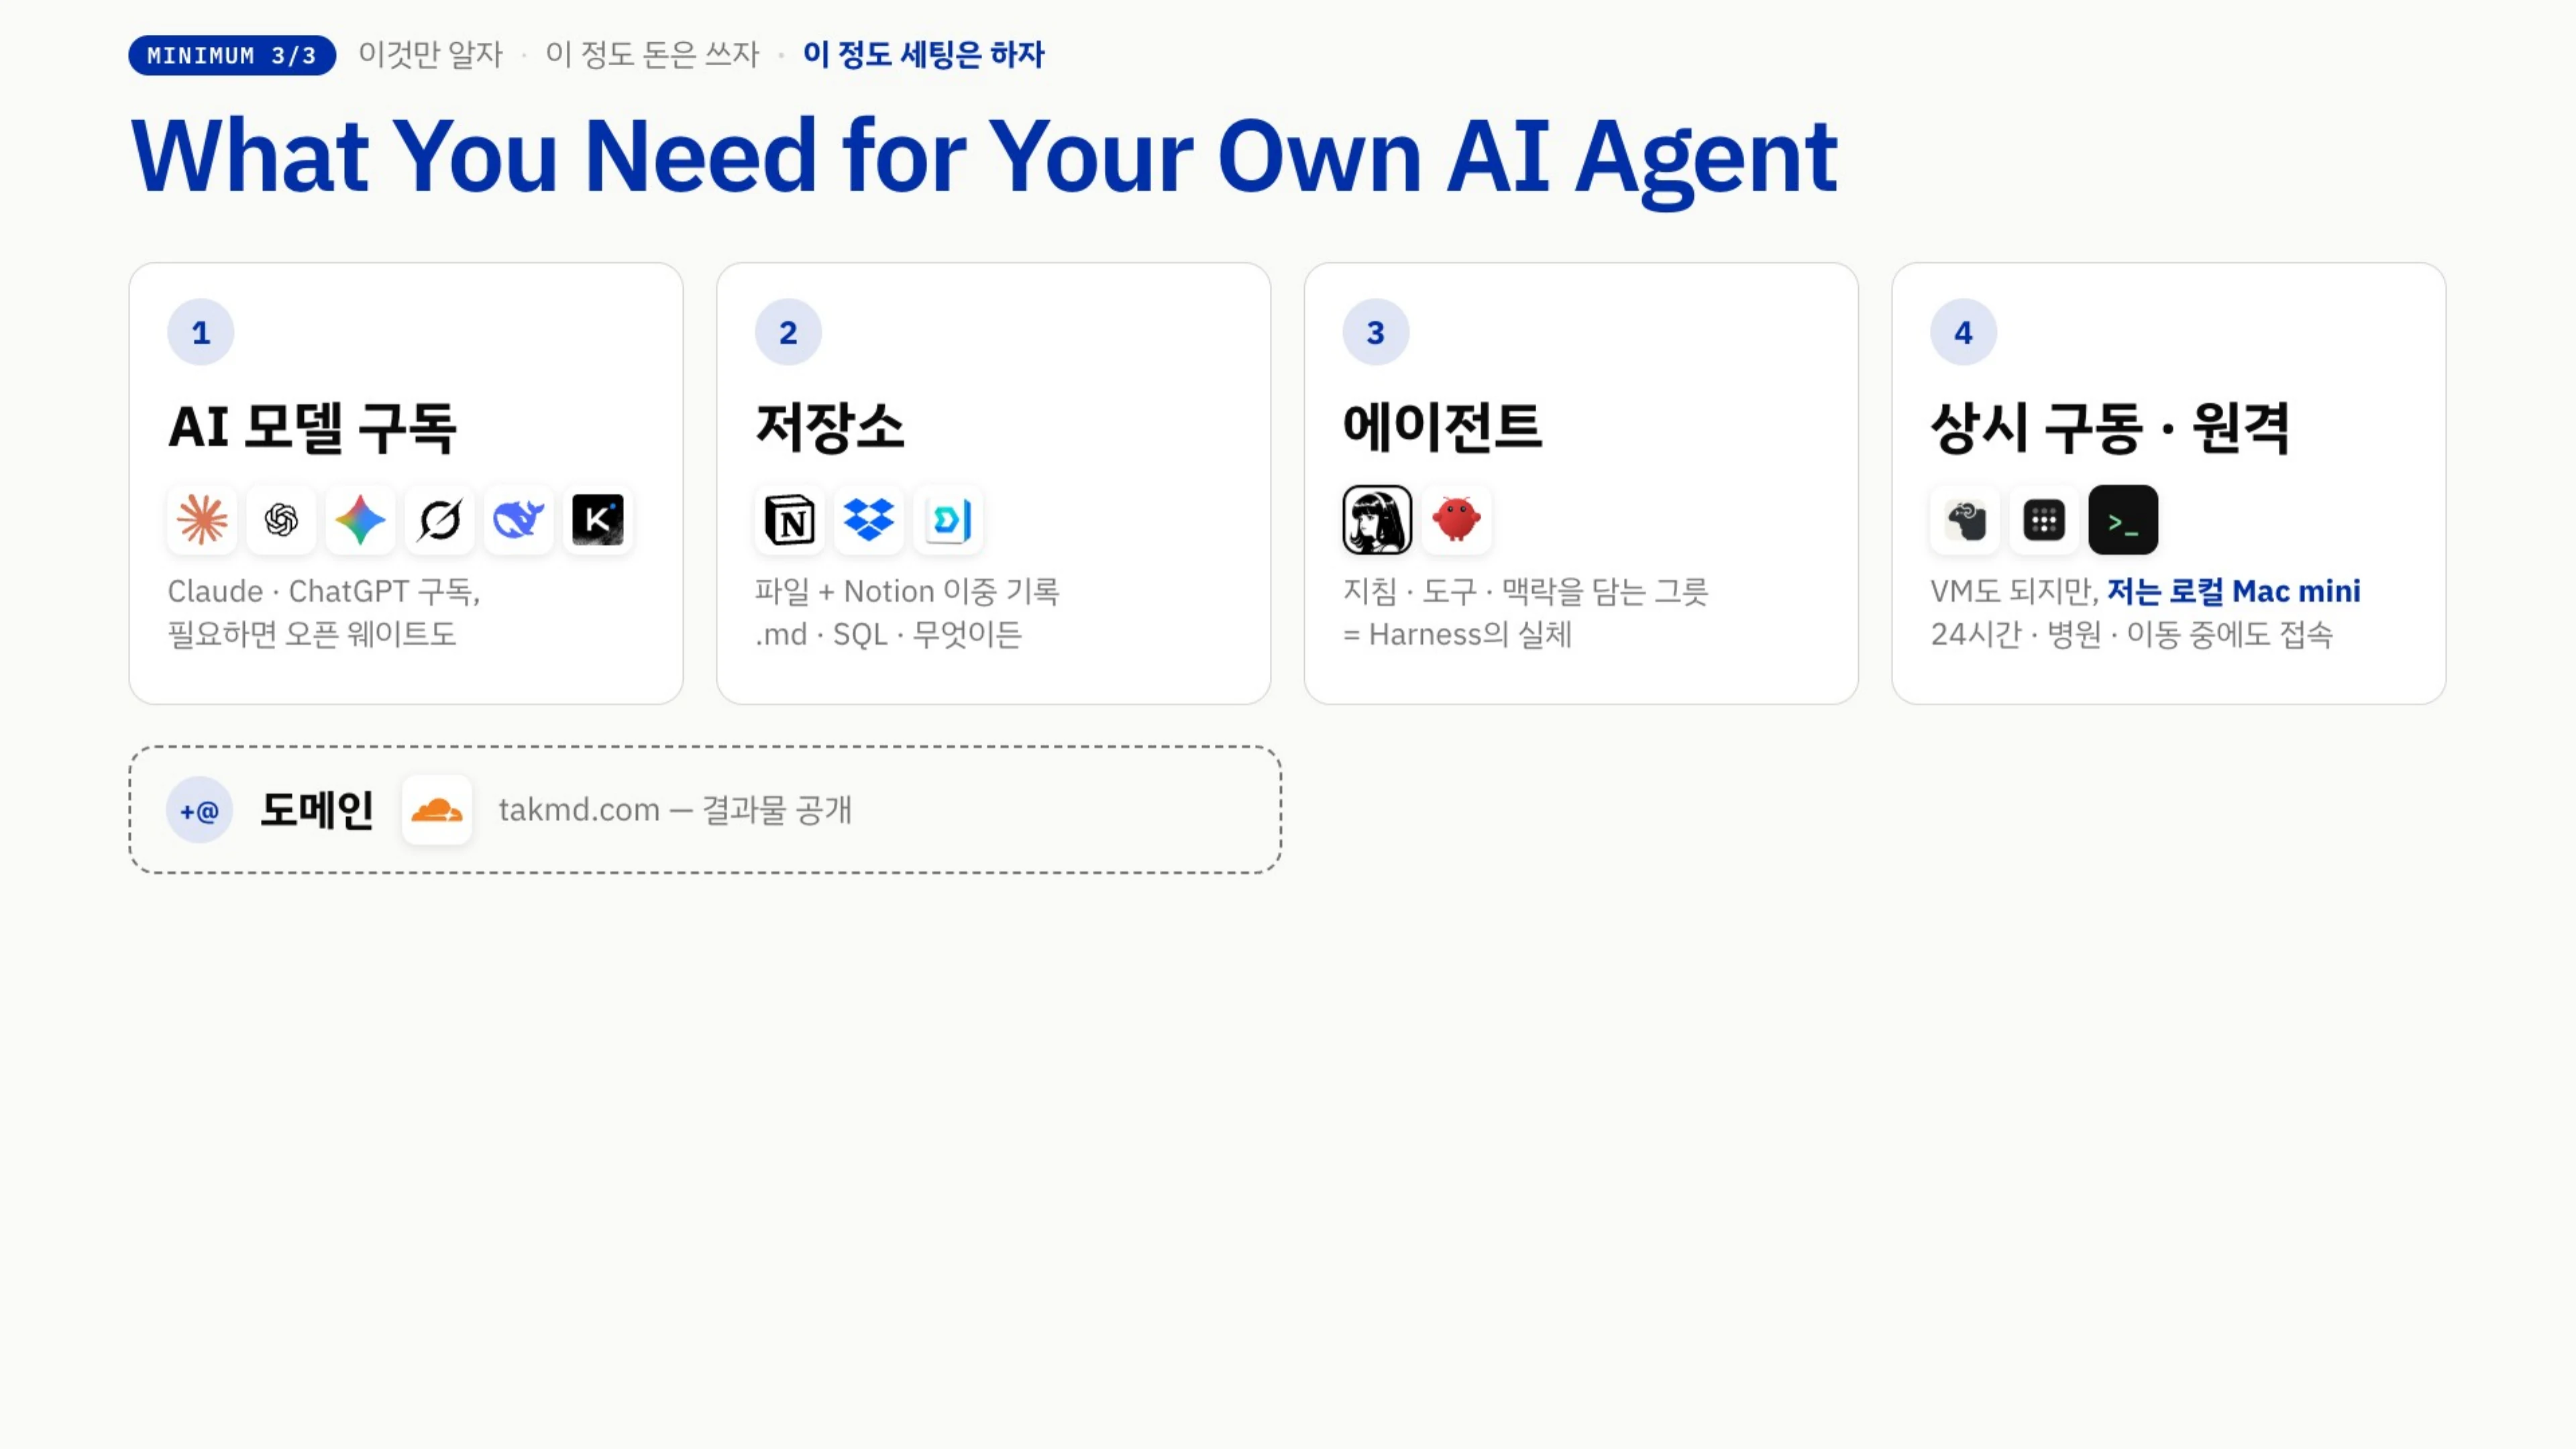 MINIMUM 3/3 이것만 알자 · 이 정도 돈은 쓰자 · 이 정도 세팅은 하자
What You Need for Your Own AI Agent
1
AI 모델 구독
K
Claude · ChatGPT 구독,
필요하면 오픈 웨이트도
2
저장소
N
파일 + Notion 이중 기록
.md · SQL · 무엇이든
3
에이전트
지침 · 도구 · 맥락을 담는 그릇
= Harness의 실체
4
상시 구동 · 원격
>_
VM도 되지만, 저는 로컬 Mac mini
24시간 · 병원 · 이동 중에도 접속
+@ 도메인 takmd.com — 결과물 공개